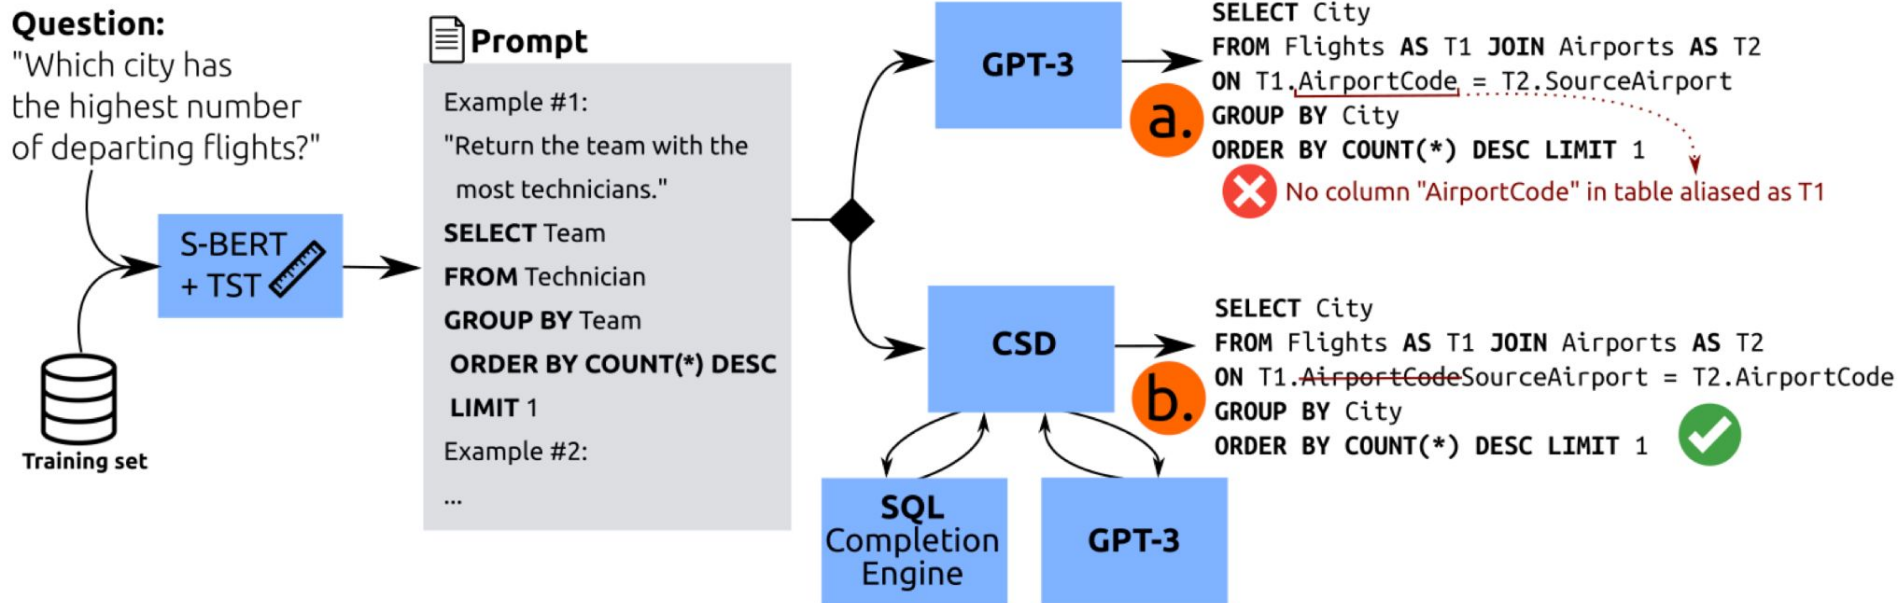 Question:
"Which city has
the highest number
of departing flights?"
S-BERT
+ TST
Training set
Prompt
Example #1:
"Return the team with the
most technicians."
SELECT Team
FROM Technician
GROUP BY Team
ORDER BY COUNT(*) DESC
LIMIT 1
Example #2:
...
GPT-3
a.
SELECT City
FROM Flights AS T1 JOIN Airports AS T2
ON T1.AirportCode = T2.SourceAirport
GROUP BY City
ORDER BY COUNT(*) DESC LIMIT 1
No column "AirportCode" in table aliased as T1
CSD
b.
SELECT City
FROM Flights AS T1 JOIN Airports AS T2
ON T1.AirportCodeSourceAirport = T2.AirportCode
GROUP BY City
ORDER BY COUNT(*) DESC LIMIT 1
SQL
Completion
Engine
GPT-3